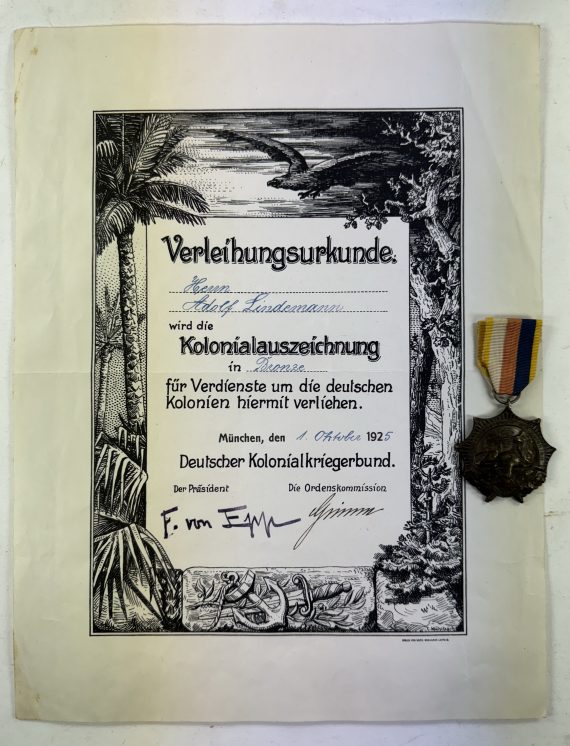 Verleihungsurkunde.
Herrn
Adolf Lindemann
wird die
Kolonialauszeichnung
in Bronze
für Verdienste um die deutschen
Kolonien hiermit verliehen.
München, den 1. Oktober 1925
Deutscher Kolonialkriegerbund.
Der Präsident Die Ordenskommission
F. von Epp